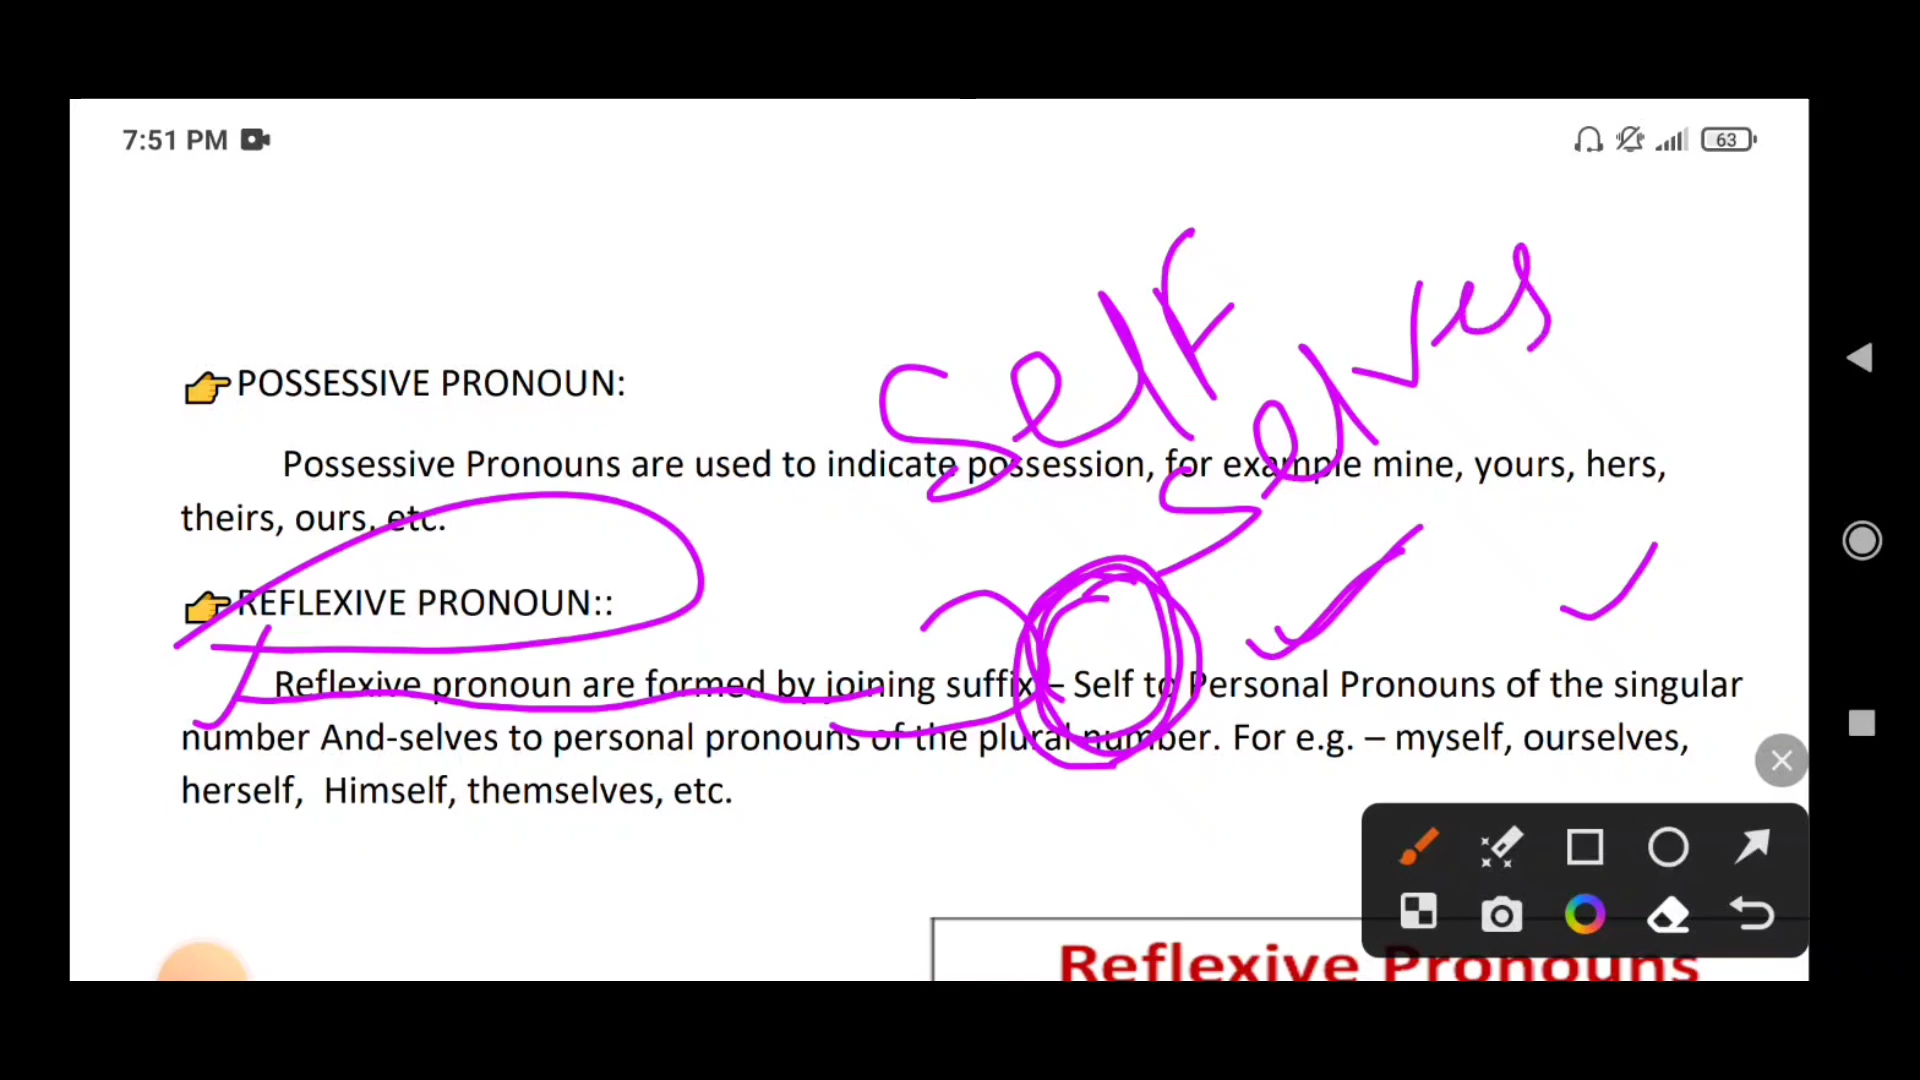 7:51 PM
63
self
selves
POSSESSIVE PRONOUN:
Possessive Pronouns are used to indicate possession, for example mine, yours, hers,
theirs, ours, etc.
REFLEXIVE PRONOUN::
Reflexive pronoun are formed by joining suffix – Self to Personal Pronouns of the singular
number And-selves to personal pronouns of the plural number. For e.g. – myself, ourselves,
herself,  Himself, themselves, etc.
Reflexive Pronouns